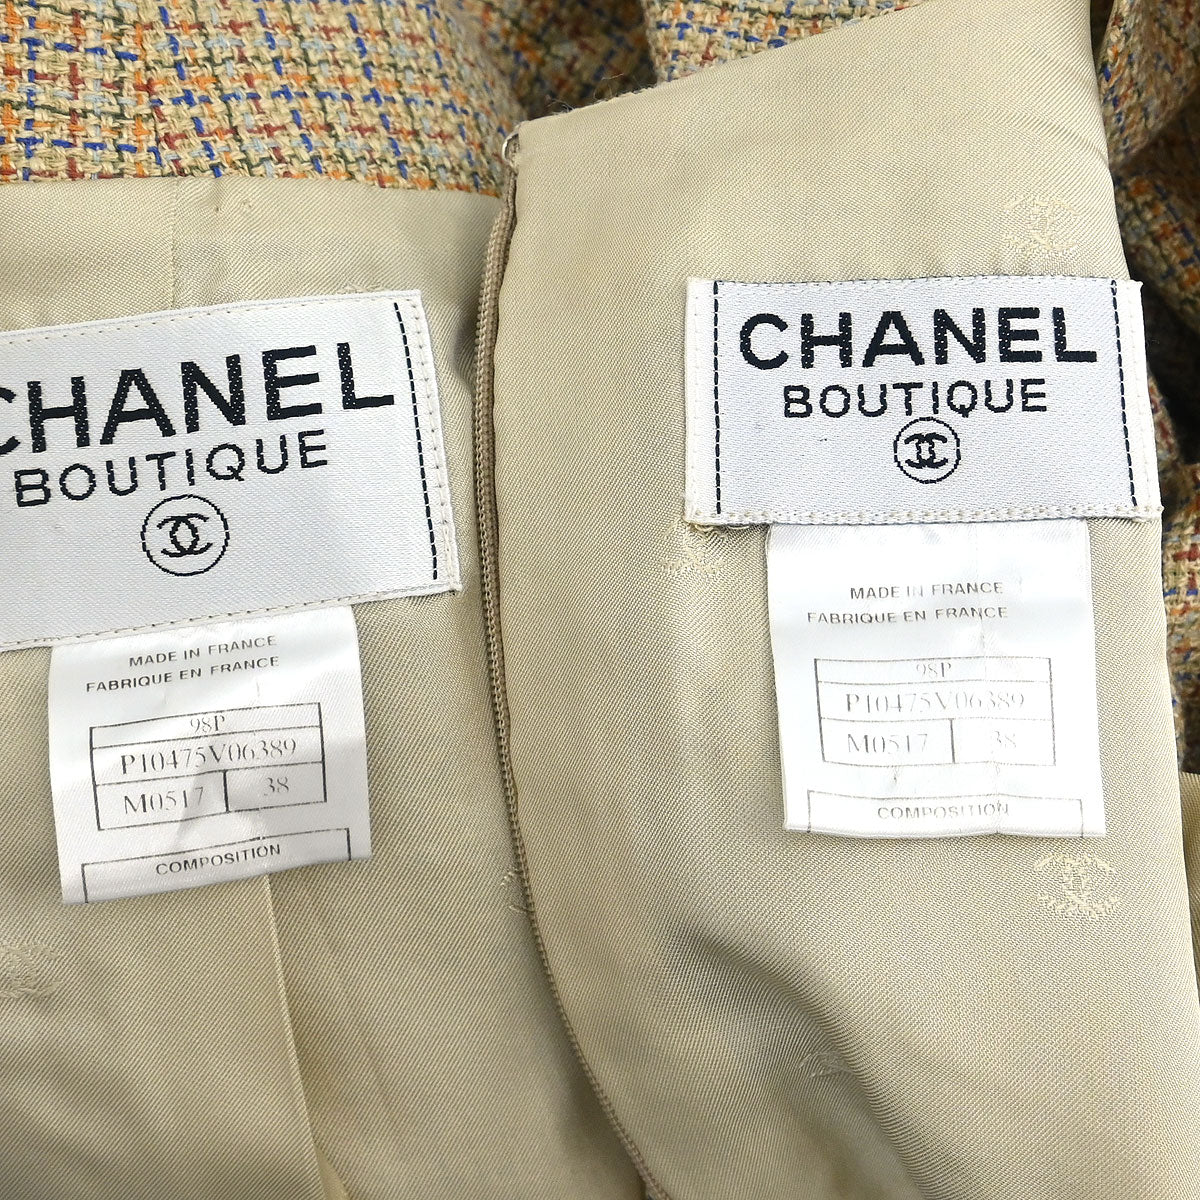 CHANEL
BOUTIQUE
MADE IN FRANCE
FABRIQUE EN FRANCE
98P
P10475V06389
M0517 38
COMPOSITION
CHANEL
BOUTIQUE
MADE IN FRANCE
FABRIQUE EN FRANCE
98P
P10475V06389
M0517 38
COMPOSITION